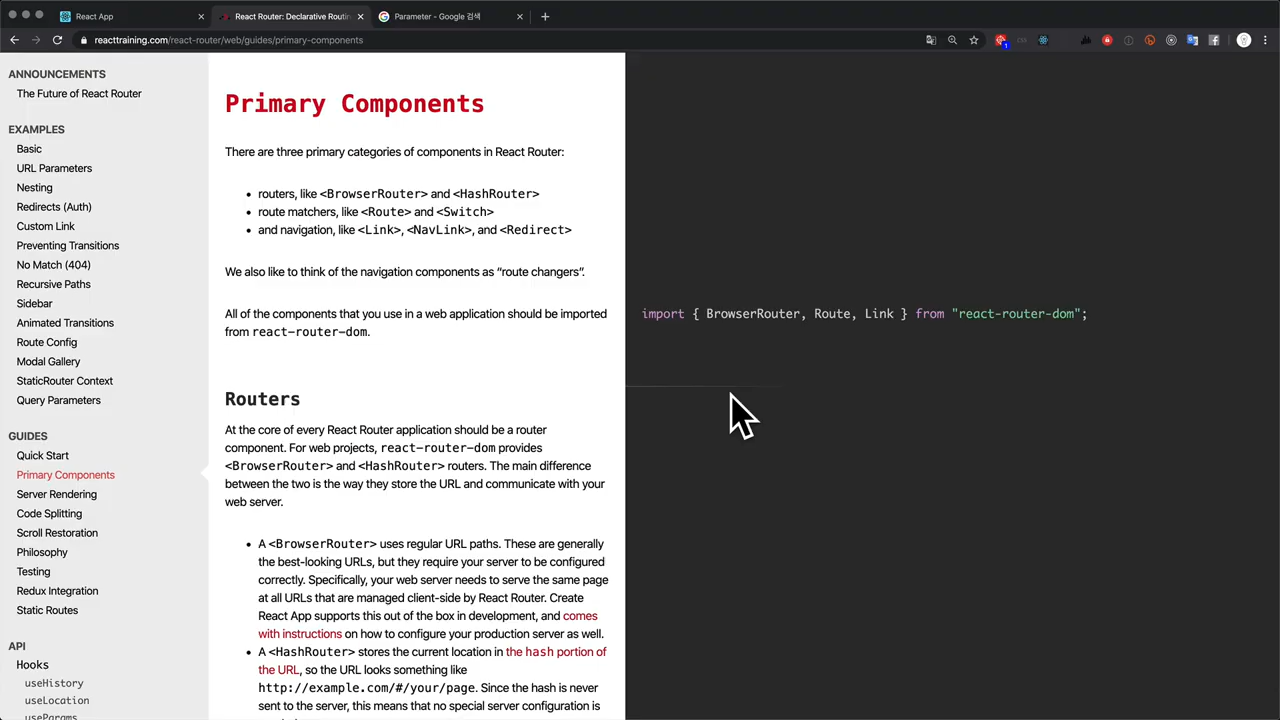 React App
React Router: Declarative Routin
Parameter - Google 검색
reacttraining.com/react-router/web/guides/primary-components
ANNOUNCEMENTS
The Future of React Router
EXAMPLES
Basic
URL Parameters
Nesting
Redirects (Auth)
Custom Link
Preventing Transitions
No Match (404)
Recursive Paths
Sidebar
Animated Transitions
Route Config
Modal Gallery
StaticRouter Context
Query Parameters
GUIDES
Quick Start
Primary Components
Server Rendering
Code Splitting
Scroll Restoration
Philosophy
Testing
Redux Integration
Static Routes
API
Hooks
useHistory
useLocation
useParams
Primary Components
There are three primary categories of components in React Router:
• routers, like <BrowserRouter> and <HashRouter>
• route matchers, like <Route> and <Switch>
• and navigation, like <Link>, <NavLink>, and <Redirect>
We also like to think of the navigation components as “route changers”.
All of the components that you use in a web application should be imported
from react-router-dom.
import { BrowserRouter, Route, Link } from "react-router-dom";
Routers
At the core of every React Router application should be a router
component. For web projects, react-router-dom provides
<BrowserRouter> and <HashRouter> routers. The main difference
between the two is the way they store the URL and communicate with your
web server.
• A <BrowserRouter> uses regular URL paths. These are generally
the best-looking URLs, but they require your server to be configured
correctly. Specifically, your web server needs to serve the same page
at all URLs that are managed client-side by React Router. Create
React App supports this out of the box in development, and comes
with instructions on how to configure your production server as well.
• A <HashRouter> stores the current location in the hash portion of
the URL, so the URL looks something like
http://example.com/#/your/page. Since the hash is never
sent to the server, this means that no special server configuration is